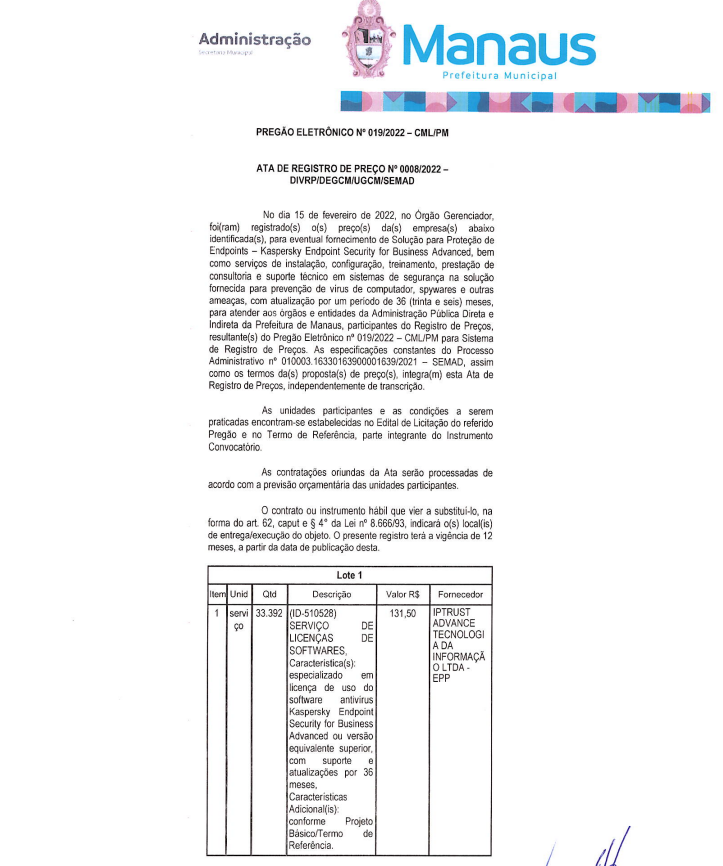 Administração
Secretaria Municipal
Manaus
Prefeitura Municipal
PREGÃO ELETRÔNICO Nº 019/2022 – CML/PM
ATA DE REGISTRO DE PREÇO Nº 0008/2022 –
DIVRP/DEGCM/UGCM/SEMAD
No dia 15 de fevereiro de 2022, no Órgão Gerenciador,
foi(ram) registrado(s) o(s) preço(s) da(s) empresa(s) abaixo
identificada(s), para eventual fornecimento de Solução para Proteção de
Endpoints – Kaspersky Endpoint Security for Business Advanced, bem
como serviços de instalação, configuração, treinamento, prestação de
consultoria e suporte técnico em sistemas de segurança na solução
fornecida para prevenção de vírus de computador, spywares e outras
ameaças, com atualização por um período de 36 (trinta e seis) meses,
para atender aos órgãos e entidades da Administração Pública Direta e
Indireta da Prefeitura de Manaus, participantes do Registro de Preços,
resultante(s) do Pregão Eletrônico nº 019/2022 – CML/PM para Sistema
de Registro de Preços. As especificações constantes do Processo
Administrativo nº 010003.16330163900001639/2021 – SEMAD, assim
como os termos da(s) proposta(s) de preço(s), integra(m) esta Ata de
Registro de Preços, independentemente de transcrição.
As unidades participantes e as condições a serem
praticadas encontram-se estabelecidas no Edital de Licitação do referido
Pregão e no Termo de Referência, parte integrante do Instrumento
Convocatório.
As contratações oriundas da Ata serão processadas de
acordo com a previsão orçamentária das unidades participantes.
O contrato ou instrumento hábil que vier a substituí-lo, na
forma do art. 62, caput e § 4° da Lei nº 8.666/93, indicará o(s) local(is)
de entrega/execução do objeto. O presente registro terá a vigência de 12
meses, a partir da data de publicação desta.
Lote 1
Item Unid Qtd Descrição Valor R$ Fornecedor
1 servi 33.392 (ID-510528) 131,50 IPTRUST
ço SERVIÇO DE ADVANCE
LICENÇAS DE TECNOLOGI
SOFTWARES, A DA
Característica(s): INFORMAÇÃ
especializado em O LTDA -
licença de uso do EPP
software antivírus
Kaspersky Endpoint
Security for Business
Advanced ou versão
equivalente superior,
com suporte e
atualizações por 36
meses,
Características
Adicional(is):
conforme Projeto
Básico/Termo de
Referência.